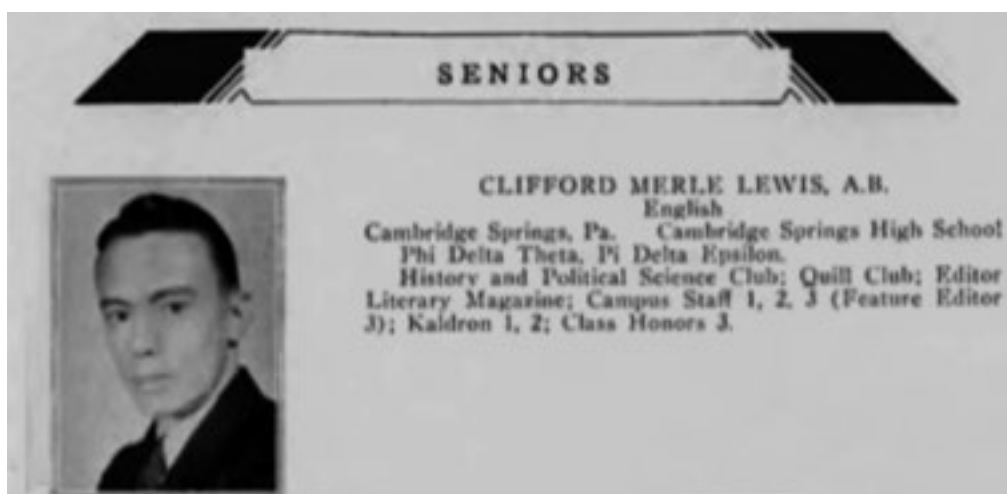 SENIORS
CLIFFORD MERLE LEWIS, A.B.
English
Cambridge Springs, Pa. Cambridge Springs High School
Phi Delta Theta, Pi Delta Epsilon.
History and Political Science Club; Quill Club; Editor
Literary Magazine; Campus Staff 1, 2, 3 (Feature Editor
3); Kaldron 1, 2; Class Honors 3.